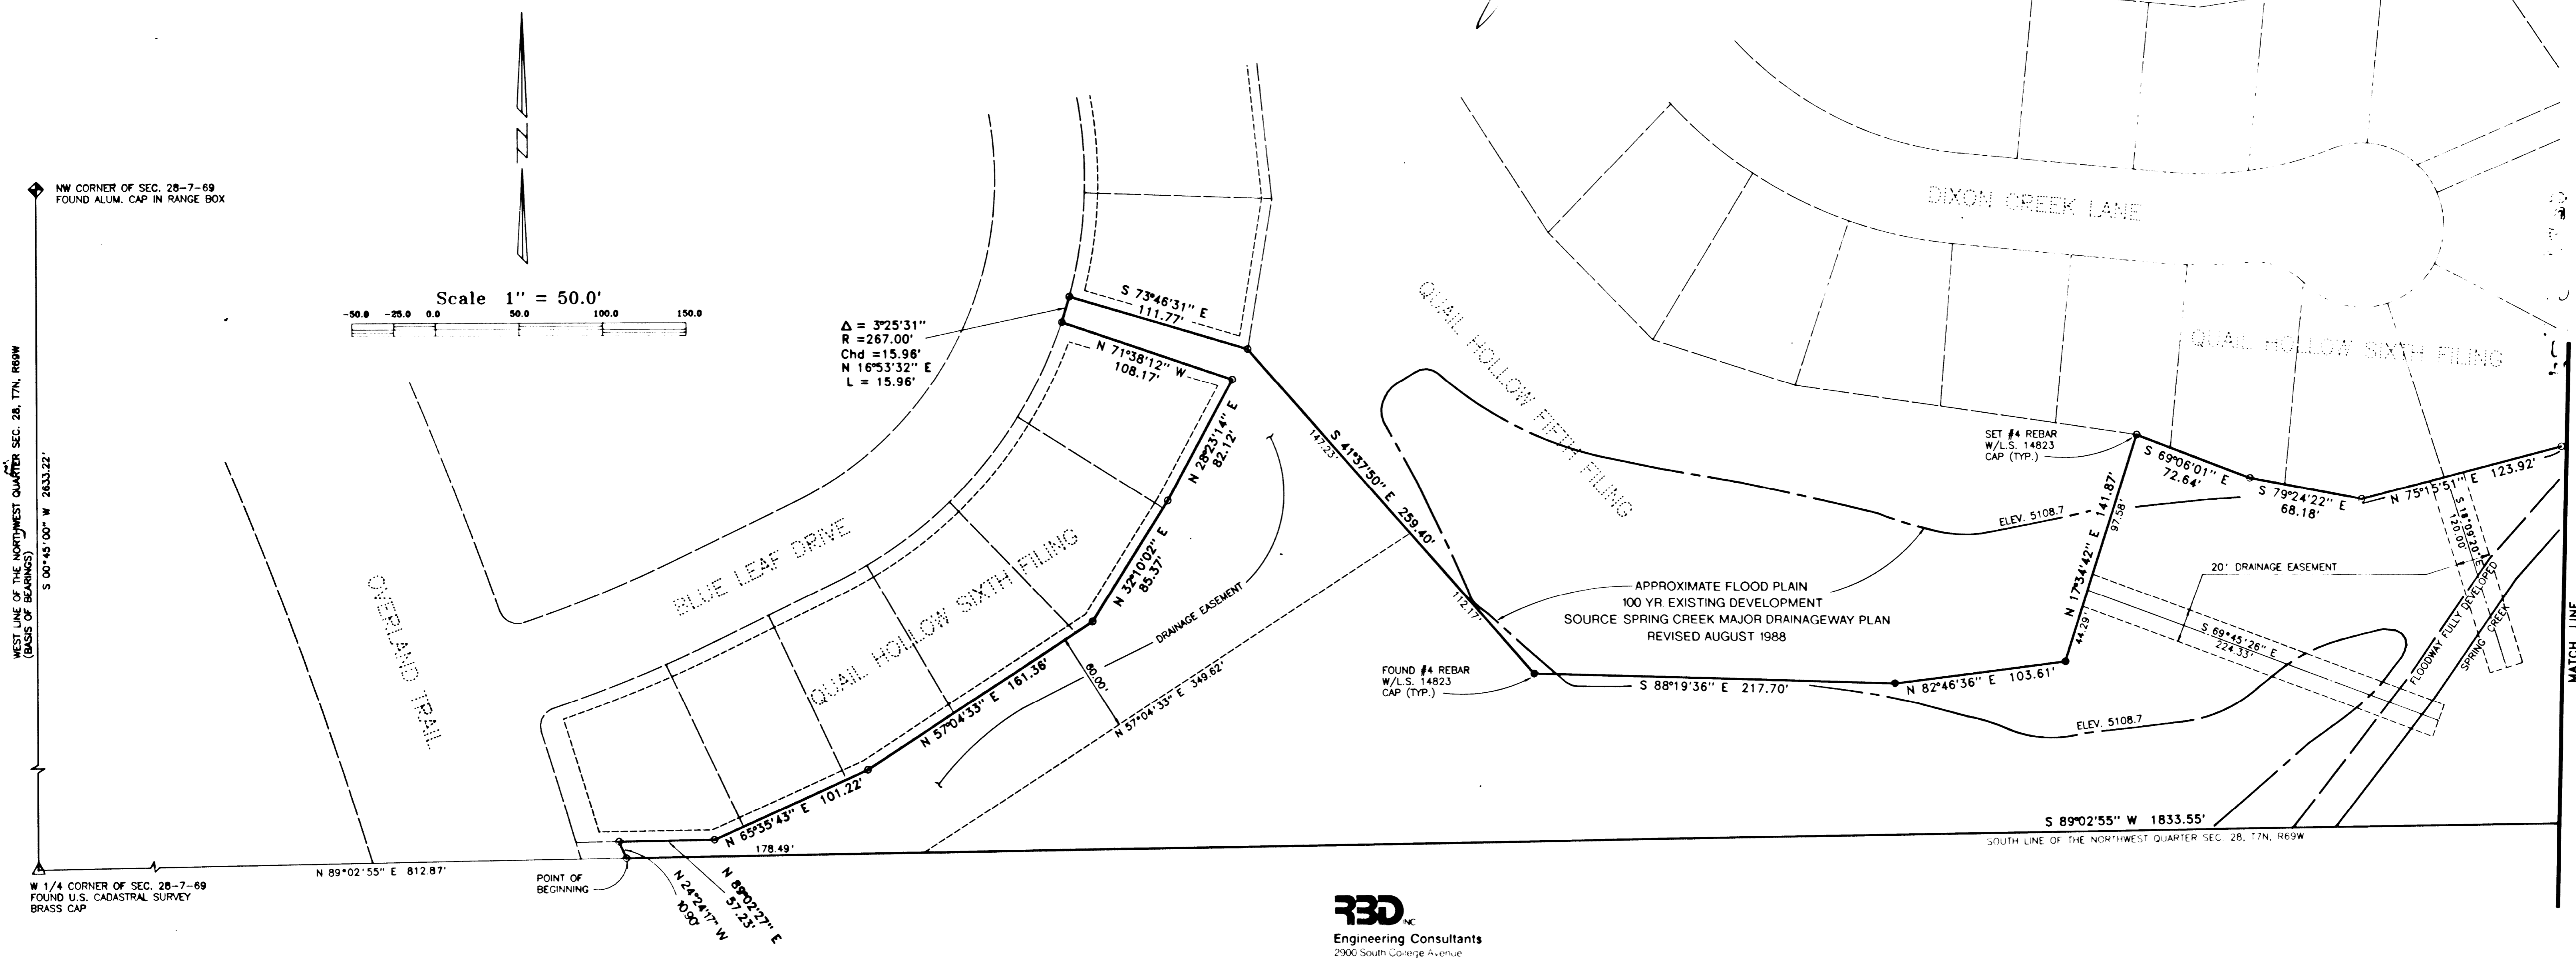 NW CORNER OF SEC. 28-7-69
FOUND ALUM. CAP IN RANGE BOX
WEST LINE OF THE NORTHWEST QUARTER SEC. 28, T7N, R69W
(BASIS OF BEARINGS)
S 00°45'00" W 2633.22'
N
Scale 1" = 50.0'
-50.0 -25.0 0.0 50.0 100.0 150.0
Δ = 3°25'31"
R =267.00'
Chd =15.96'
N 16°53'32" E
L = 15.96'
S 73°46'31" E
111.77'
N 71°38'12" W
108.17'
N 28°23'14" E
82.12'
N 32°10'02" E
85.37'
OVERLAND TRAIL
BLUE LEAF DRIVE
QUAIL HOLLOW SIXTH FILING
DRAINAGE EASEMENT
60.00'
N 57°04'33" E 349.62'
N 57°04'33" E 161.36'
N 65°35'43" E 101.22'
178.49'
N 89°02'55" E 812.87'
W 1/4 CORNER OF SEC. 28-7-69
FOUND U.S. CADASTRAL SURVEY
BRASS CAP
POINT OF
BEGINNING
N 24°24'17" W
10.90'
N 89°02'27" E
57.23'
QUAIL HOLLOW FIFTH FILING
S 41°37'50" E 259.40'
147.23'
112.17'
APPROXIMATE FLOOD PLAIN
100 YR EXISTING DEVELOPMENT
SOURCE SPRING CREEK MAJOR DRAINAGEWAY PLAN
REVISED AUGUST 1988
FOUND #4 REBAR
W/L.S. 14823
CAP (TYP.)
S 88°19'36" E 217.70'
N 82°46'36" E 103.61'
N 17°34'42" E 141.87'
97.58'
44.29'
DIXON CREEK LANE
QUAIL HOLLOW SIXTH FILING
SET #4 REBAR
W/L.S. 14823
CAP (TYP.)
S 69°06'01" E
72.64'
S 79°24'22" E
68.18'
N 75°15'51" E 123.92'
ELEV. 5108.7
S 18°09'20" E
120.00'
20' DRAINAGE EASEMENT
S 69°45'26" E
224.33'
FLOODWAY FULLY DEVELOPED
SPRING CREEK
ELEV. 5108.7
MATCH LINE
S 89°02'55" W 1833.55'
SOUTH LINE OF THE NORTHWEST QUARTER SEC. 28, T7N, R69W
RBD INC
Engineering Consultants
2900 South College Avenue